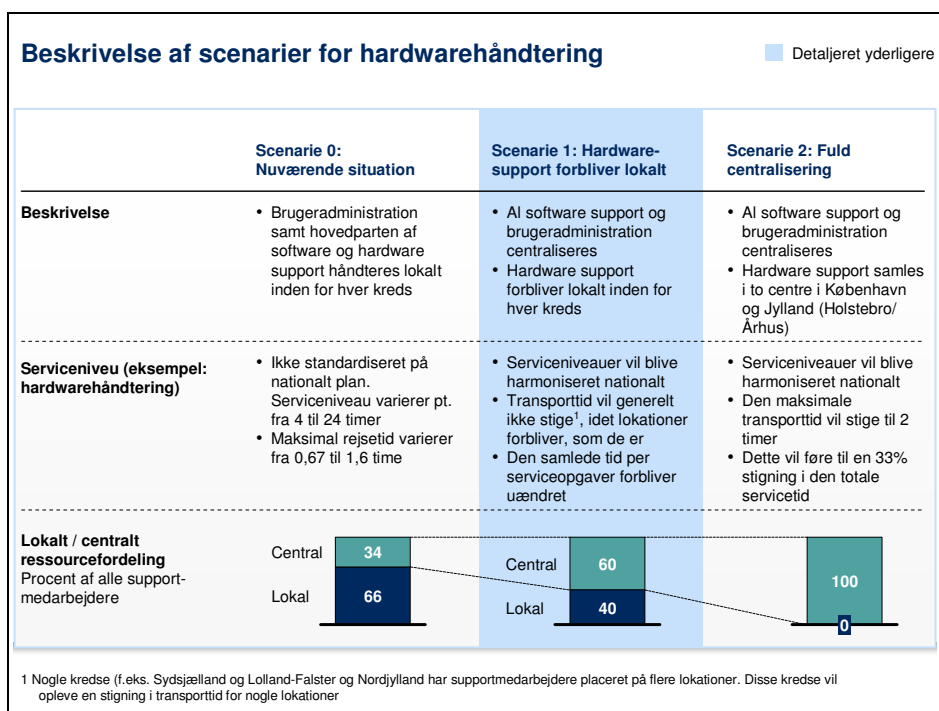 Beskrivelse af scenarier for hardwarehåndtering
Detaljeret yderligere
Scenarie 0:
Nuværende situation
Scenarie 1: Hardware-
support forbliver lokalt
Scenarie 2: Fuld
centralisering
Beskrivelse
• Brugeradministration
samt hovedparten af
software og hardware
support håndteres lokalt
inden for hver kreds
• Al software support og
brugeradministration
centraliseres
• Hardware support
forbliver lokalt inden for
hver kreds
• Al software support og
brugeradministration
centraliseres
• Hardware support samles
i to centre i København
og Jylland (Holstebro/
Århus)
Serviceniveu (eksempel:
hardwarehåndtering)
• Ikke standardiseret på
nationalt plan.
Serviceniveau varierer pt.
fra 4 til 24 timer
• Maksimal rejsetid varierer
fra 0,67 til 1,6 time
• Serviceniveauer vil blive
harmoniseret nationalt
• Transporttid vil generelt
ikke stige1, idet lokationer
forbliver, som de er
• Den samlede tid per
serviceopgaver forbliver
uændret
• Serviceniveauer vil blive
harmoniseret nationalt
• Den maksimale
transporttid vil stige til 2
timer
• Dette vil føre til en 33%
stigning i den totale
servicetid
Lokalt / centralt
ressourcefordeling
Procent af alle support-
medarbejdere
Central
34
Lokal
66
Central
60
Lokal
40
100
0
1 Nogle kredse (f.eks. Sydsjælland og Lolland-Falster og Nordjylland har supportmedarbejdere placeret på flere lokationer. Disse kredse vil
opleve en stigning i transporttid for nogle lokationer